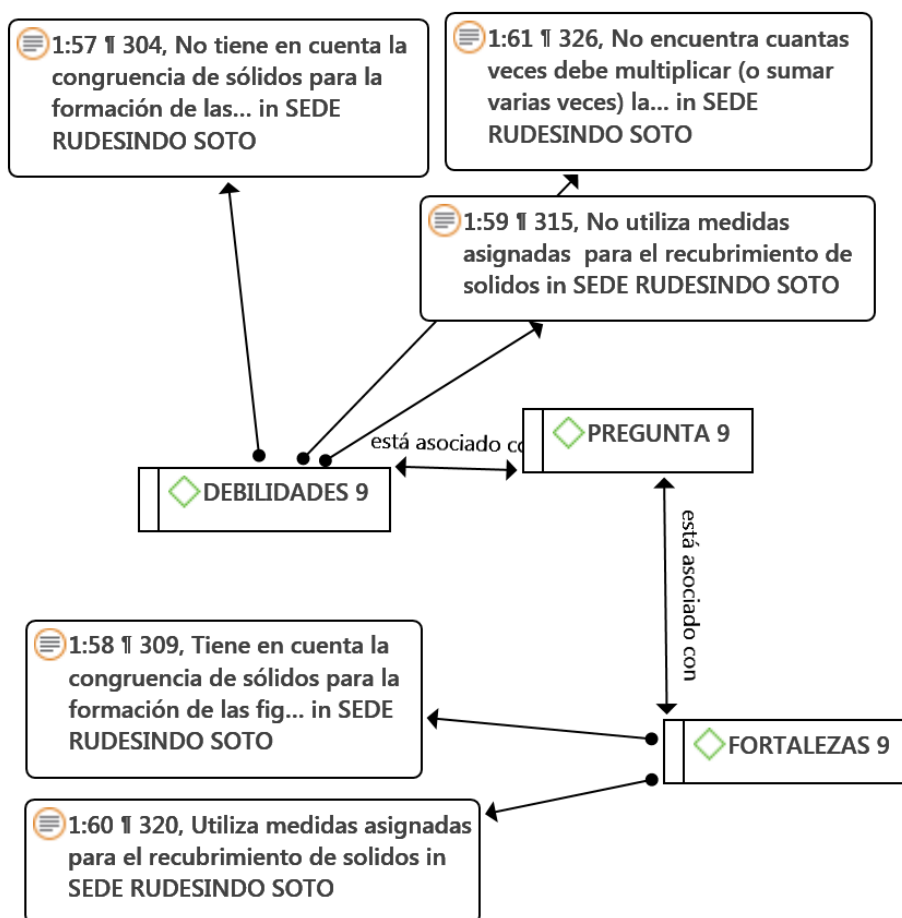 1:57 ¶ 304, No tiene en cuenta la
congruencia de sólidos para la
formación de las... in SEDE
RUDESINDO SOTO
1:61 ¶ 326, No encuentra cuantas
veces debe multiplicar (o sumar
varias veces) la... in SEDE
RUDESINDO SOTO
1:59 ¶ 315, No utiliza medidas
asignadas  para el recubrimiento de
solidos in SEDE RUDESINDO SOTO
está asociado co
PREGUNTA 9
DEBILIDADES 9
está asociado con
1:58 ¶ 309, Tiene en cuenta la
congruencia de sólidos para la
formación de las fig... in SEDE
RUDESINDO SOTO
FORTALEZAS 9
1:60 ¶ 320, Utiliza medidas asignadas
para el recubrimiento de solidos in
SEDE RUDESINDO SOTO